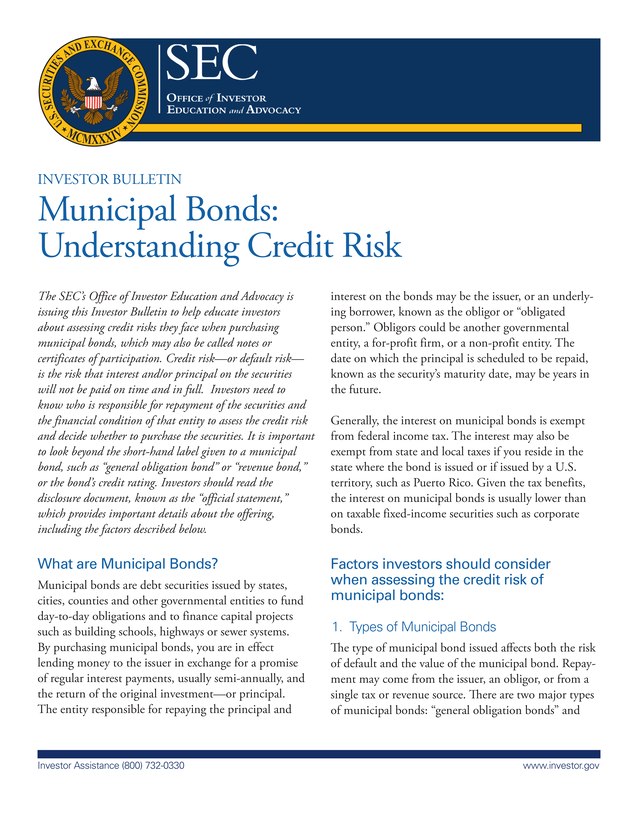 U.S. SECURITIES AND EXCHANGE COMMISSION
MCMXXXIV
SEC
OFFICE of INVESTOR
EDUCATION and ADVOCACY
INVESTOR BULLETIN
Municipal Bonds:
Understanding Credit Risk
The SEC’s Office of Investor Education and Advocacy is
issuing this Investor Bulletin to help educate investors
about assessing credit risks they face when purchasing
municipal bonds, which may also be called notes or
certificates of participation. Credit risk—or default risk—
is the risk that interest and/or principal on the securities
will not be paid on time and in full.  Investors need to
know who is responsible for repayment of the securities and
the financial condition of that entity to assess the credit risk
and decide whether to purchase the securities. It is important
to look beyond the short-hand label given to a municipal
bond, such as “general obligation bond” or “revenue bond,”
or the bond’s credit rating. Investors should read the
disclosure document, known as the “official statement,”
which provides important details about the offering,
including the factors described below.
What are Municipal Bonds?
Municipal bonds are debt securities issued by states,
cities, counties and other governmental entities to fund
day-to-day obligations and to finance capital projects
such as building schools, highways or sewer systems.
By purchasing municipal bonds, you are in effect
lending money to the issuer in exchange for a promise
of regular interest payments, usually semi-annually, and
the return of the original investment—or principal.
The entity responsible for repaying the principal and
interest on the bonds may be the issuer, or an underly-
ing borrower, known as the obligor or “obligated
person.” Obligors could be another governmental
entity, a for-profit firm, or a non-profit entity. The
date on which the principal is scheduled to be repaid,
known as the security’s maturity date, may be years in
the future.
Generally, the interest on municipal bonds is exempt
from federal income tax. The interest may also be
exempt from state and local taxes if you reside in the
state where the bond is issued or if issued by a U.S.
territory, such as Puerto Rico. Given the tax benefits,
the interest on municipal bonds is usually lower than
on taxable fixed-income securities such as corporate
bonds.
Factors investors should consider
when assessing the credit risk of
municipal bonds:
1. Types of Municipal Bonds
The type of municipal bond issued affects both the risk
of default and the value of the municipal bond. Repay-
ment may come from the issuer, an obligor, or from a
single tax or revenue source. There are two major types
of municipal bonds: “general obligation bonds” and
Investor Assistance (800) 732-0330
www.investor.gov